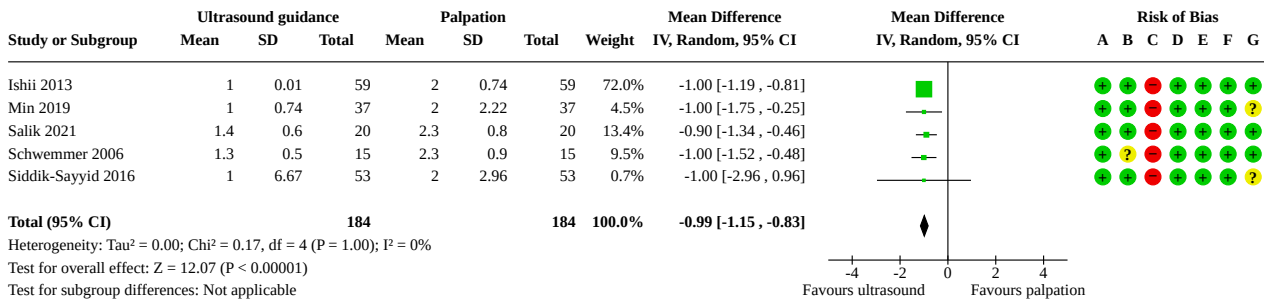 Ultrasound guidance Palpation Mean Difference Mean Difference Risk of Bias
Study or Subgroup Mean SD Total Mean SD Total Weight IV, Random, 95% CI IV, Random, 95% CI A B C D E F G
Ishii 2013 1 0.01 59 2 0.74 59 72.0% -1.00 [-1.19 , -0.81] + + − + + + +
Min 2019 1 0.74 37 2 2.22 37 4.5% -1.00 [-1.75 , -0.25] + + − + + + ?
Salik 2021 1.4 0.6 20 2.3 0.8 20 13.4% -0.90 [-1.34 , -0.46] + + − + + + +
Schwemmer 2006 1.3 0.5 15 2.3 0.9 15 9.5% -1.00 [-1.52 , -0.48] + ? − + + + +
Siddik-Sayyid 2016 1 6.67 53 2 2.96 53 0.7% -1.00 [-2.96 , 0.96] + + − + + + ?
Total (95% CI) 184 184 100.0% -0.99 [-1.15 , -0.83]
Heterogeneity: Tau² = 0.00; Chi² = 0.17, df = 4 (P = 1.00); I² = 0%
Test for overall effect: Z = 12.07 (P < 0.00001)
-4 -2 0 2 4
Test for subgroup differences: Not applicable Favours ultrasound Favours palpation